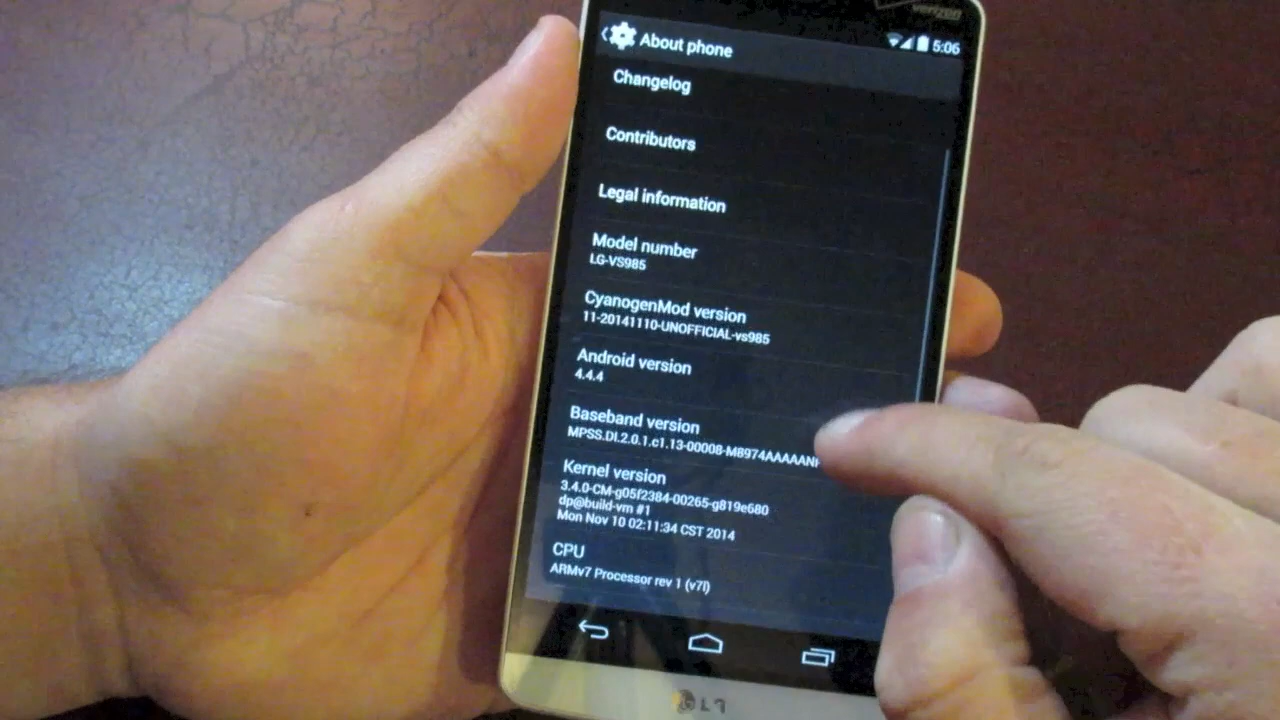 verizon
About phone
5:06
Changelog
Contributors
Legal information
Model number
LG-VS985
CyanogenMod version
11-20141110-UNOFFICIAL-vs985
Android version
4.4.4
Baseband version
MPSS.DI.2.0.1.c1.13-00008-M8974AAAAAN
Kernel version
3.4.0-CM-g05f2384-00265-g819e680
dp@build-vm #1
Mon Nov 10 02:11:34 CST 2014
CPU
ARMv7 Processor rev 1 (v7l)
LG